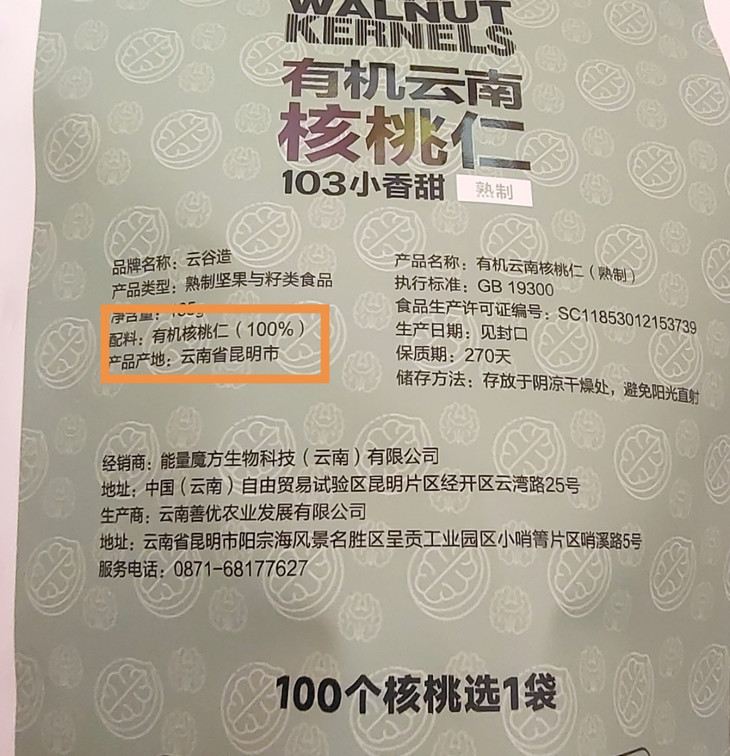 WALNUT
KERNELS
有机云南
核桃仁
103小香甜 熟制
品牌名称：云谷造
产品类型：熟制坚果与籽类食品
净含量：
配料：有机核桃仁（100%）
产品产地：云南省昆明市
产品名称：有机云南核桃仁（熟制）
执行标准：GB 19300
食品生产许可证编号：SC11853012153739
生产日期：见封口
保质期：270天
储存方法：存放于阴凉干燥处，避免阳光直射
经销商：能量魔方生物科技（云南）有限公司
地址：中国（云南）自由贸易试验区昆明片区经开区云湾路25号
生产商：云南善优农业发展有限公司
地址：云南省昆明市阳宗海风景名胜区呈贡工业园区小哨箐片区哨溪路5号
服务电话：0871-68177627
100个核桃选1袋